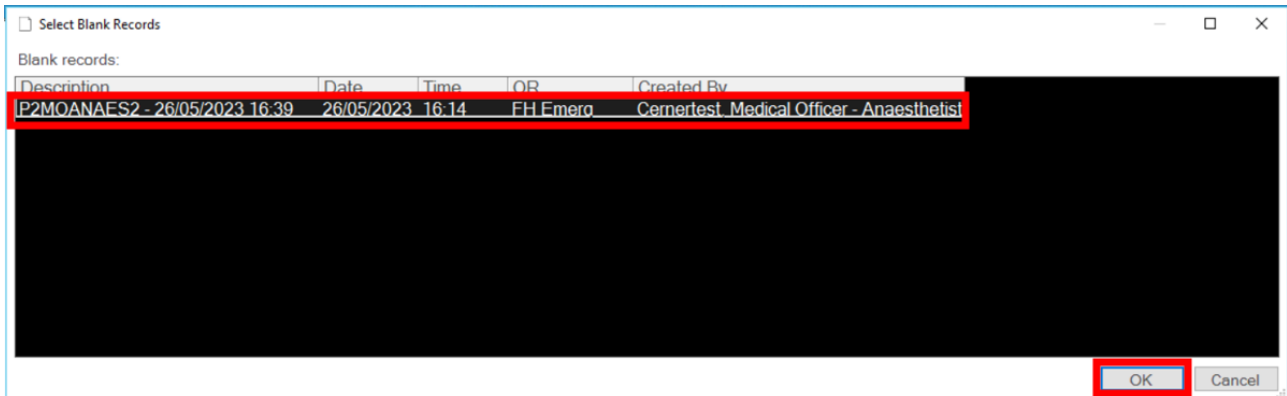 Select Blank Records
Blank records:
Description Date Time OR Created By
P2MOANAES2 - 26/05/2023 16:39 26/05/2023 16:14 FH Emerg Cernertest, Medical Officer - Anaesthetist
OK Cancel